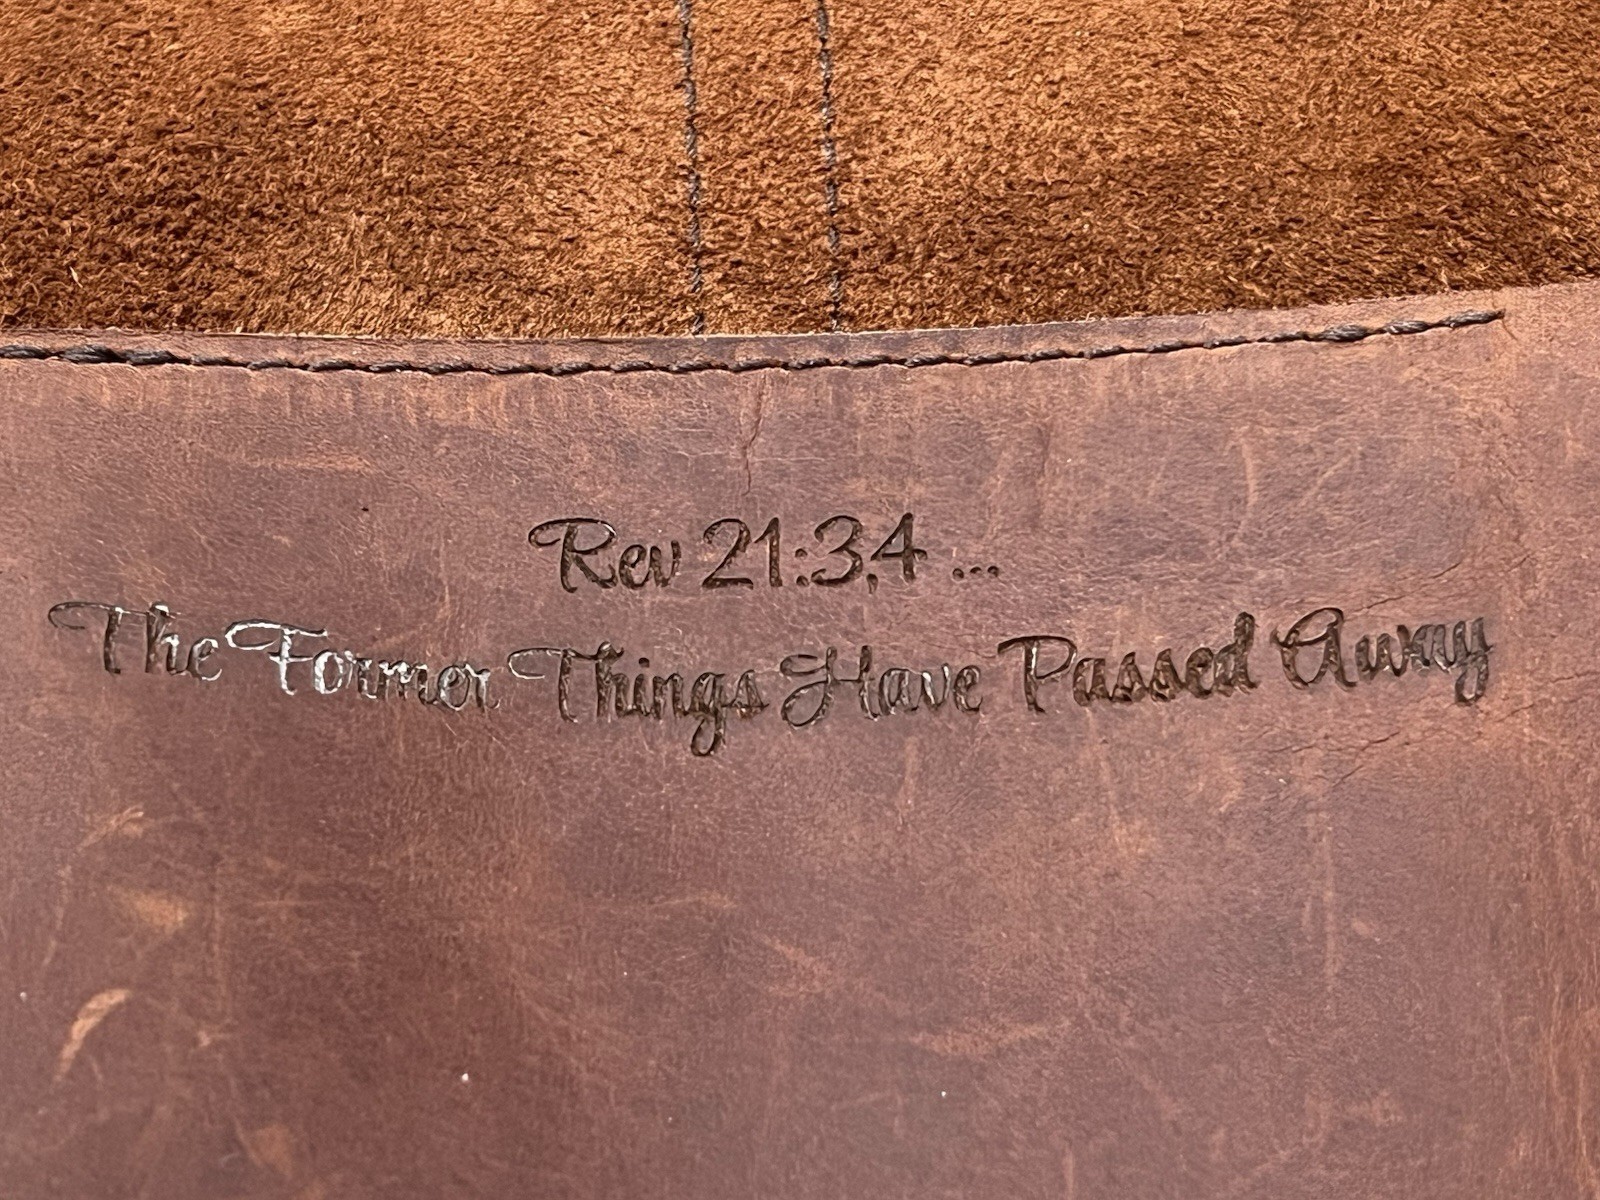 Rev 21:3,4 ...
The Former Things Have Passed Away